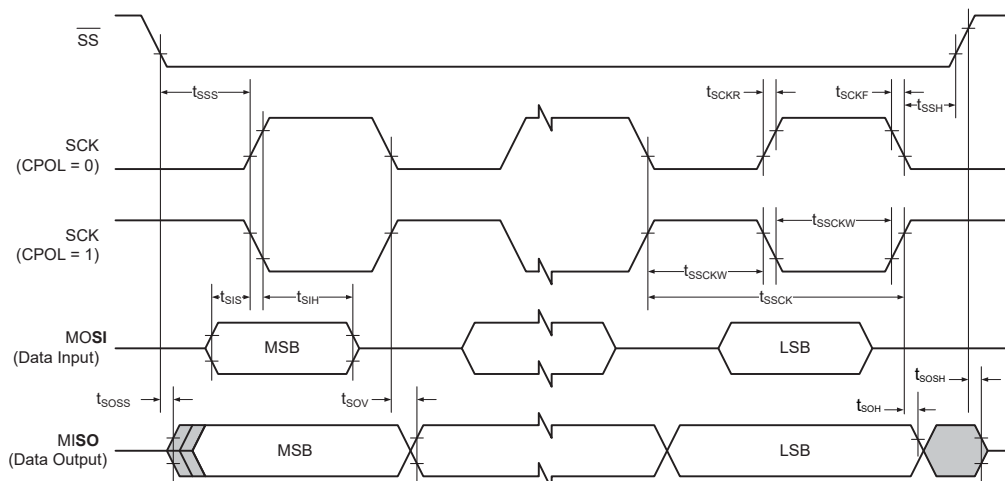 SS
tSSS
tSCKR
tSCKF
tSSH
SCK
(CPOL = 0)
SCK
(CPOL = 1)
tSSCKW
tSSCKW
tSSCK
tSIS
tSIH
MOSI
(Data Input)
MSB
LSB
tSOSS
tSOV
tSOH
tSOSH
MISO
(Data Output)
MSB
LSB